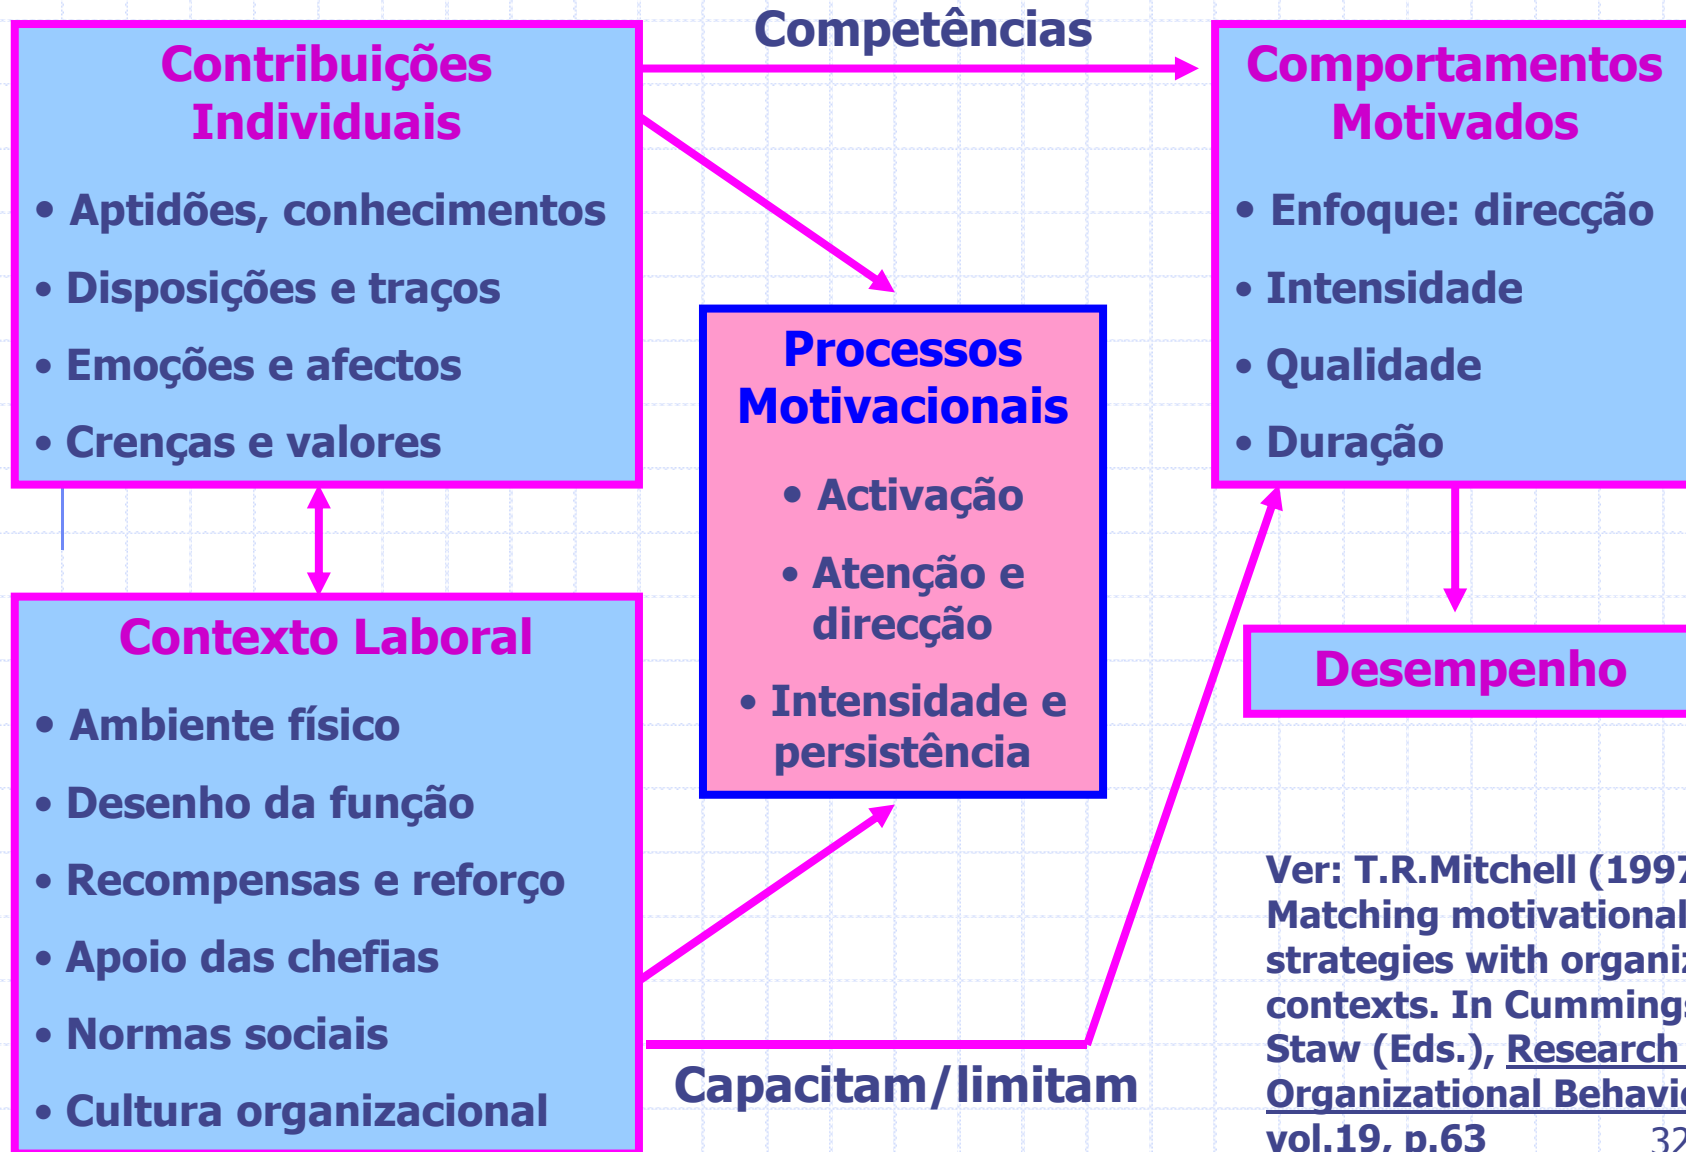 Competências
Contribuições
Individuais
• Aptidões, conhecimentos
• Disposições e traços
• Emoções e afectos
• Crenças e valores
Comportamentos
Motivados
• Enfoque: direcção
• Intensidade
• Qualidade
• Duração
Processos
Motivacionais
• Activação
• Atenção e
direcção
• Intensidade e
persistência
Contexto Laboral
• Ambiente físico
• Desenho da função
• Recompensas e reforço
• Apoio das chefias
• Normas sociais
• Cultura organizacional
Desempenho
Capacitam/limitam
Ver: T.R.Mitchell (1997
Matching motivational
strategies with
contexts. In
Staw (Eds.), Research
Organizational
vol.19, p.63
32